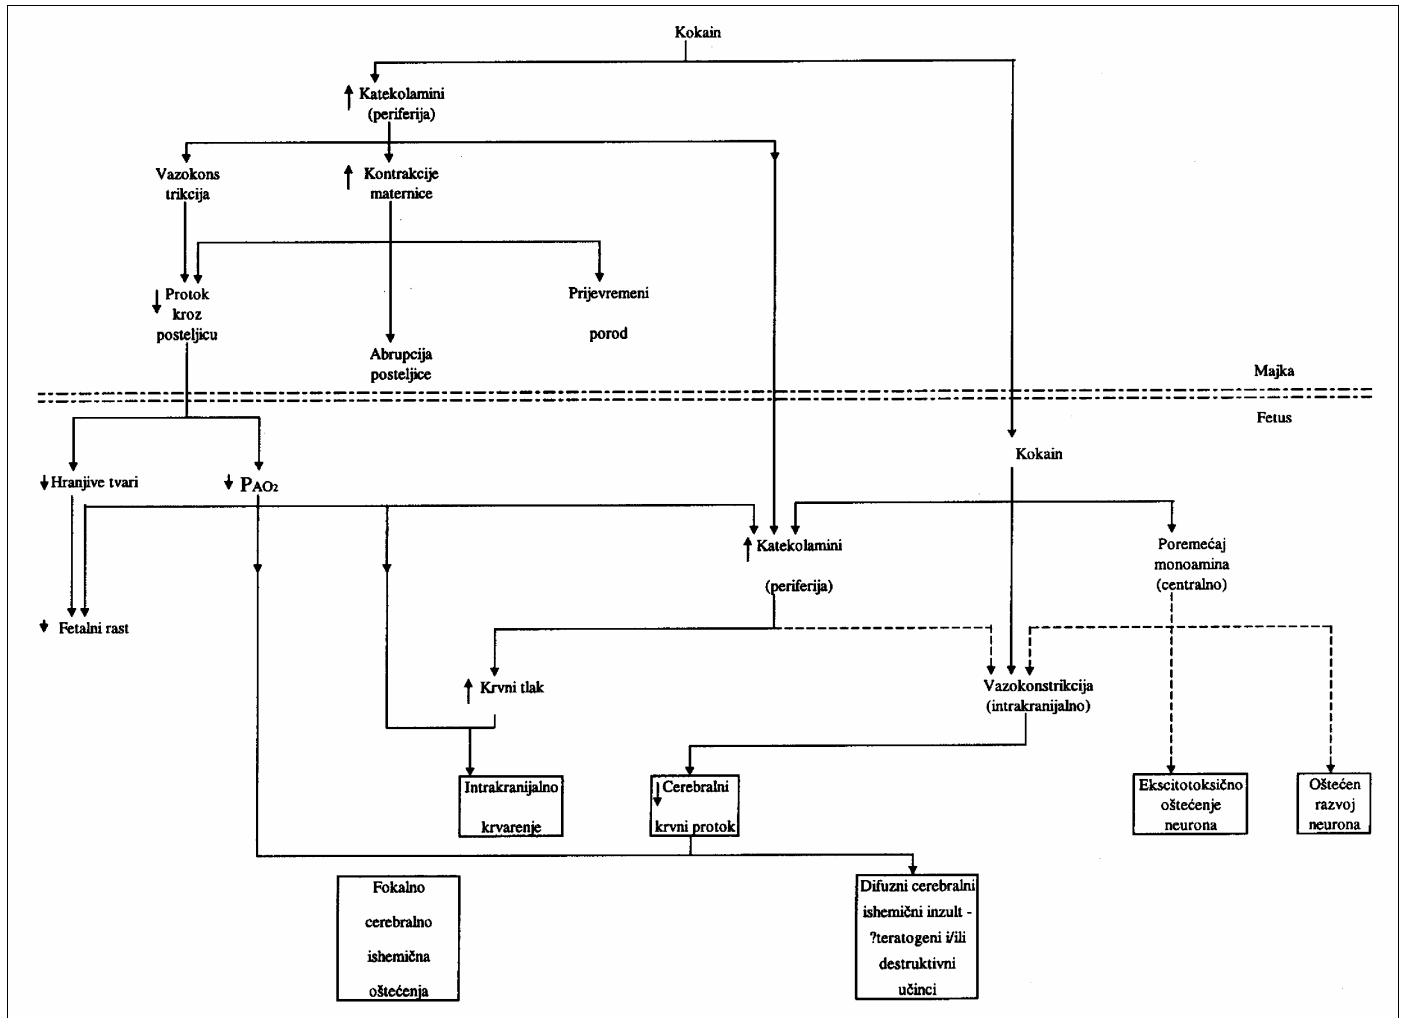 Kokain
↑ Katekolamini
(periferija)
Vazokons
trikcija
↑ Kontrakcije
maternice
↓ Protok
kroz
posteljicu
Prijevremeni
porod
Abrupcija
posteljice
Majka
Fetus
Kokain
↓ Hranjive tvari
↓ PAO2
↑ Katekolamini
(periferija)
Poremećaj
monoamina
(centralno)
↓ Fetalni rast
↑ Krvni tlak
Vazokonstrikcija
(intrakranijalno)
Intrakranijalno
krvarenje
↓ Cerebralni
krvni protok
Ekscitotoksično
oštećenje
neurona
Oštećen
razvoj
neurona
Fokalno
cerebralno
ishemična
oštećenja
Difuzni cerebralni
ishemični inzult -
?teratogeni i/ili
destruktivni
učinci